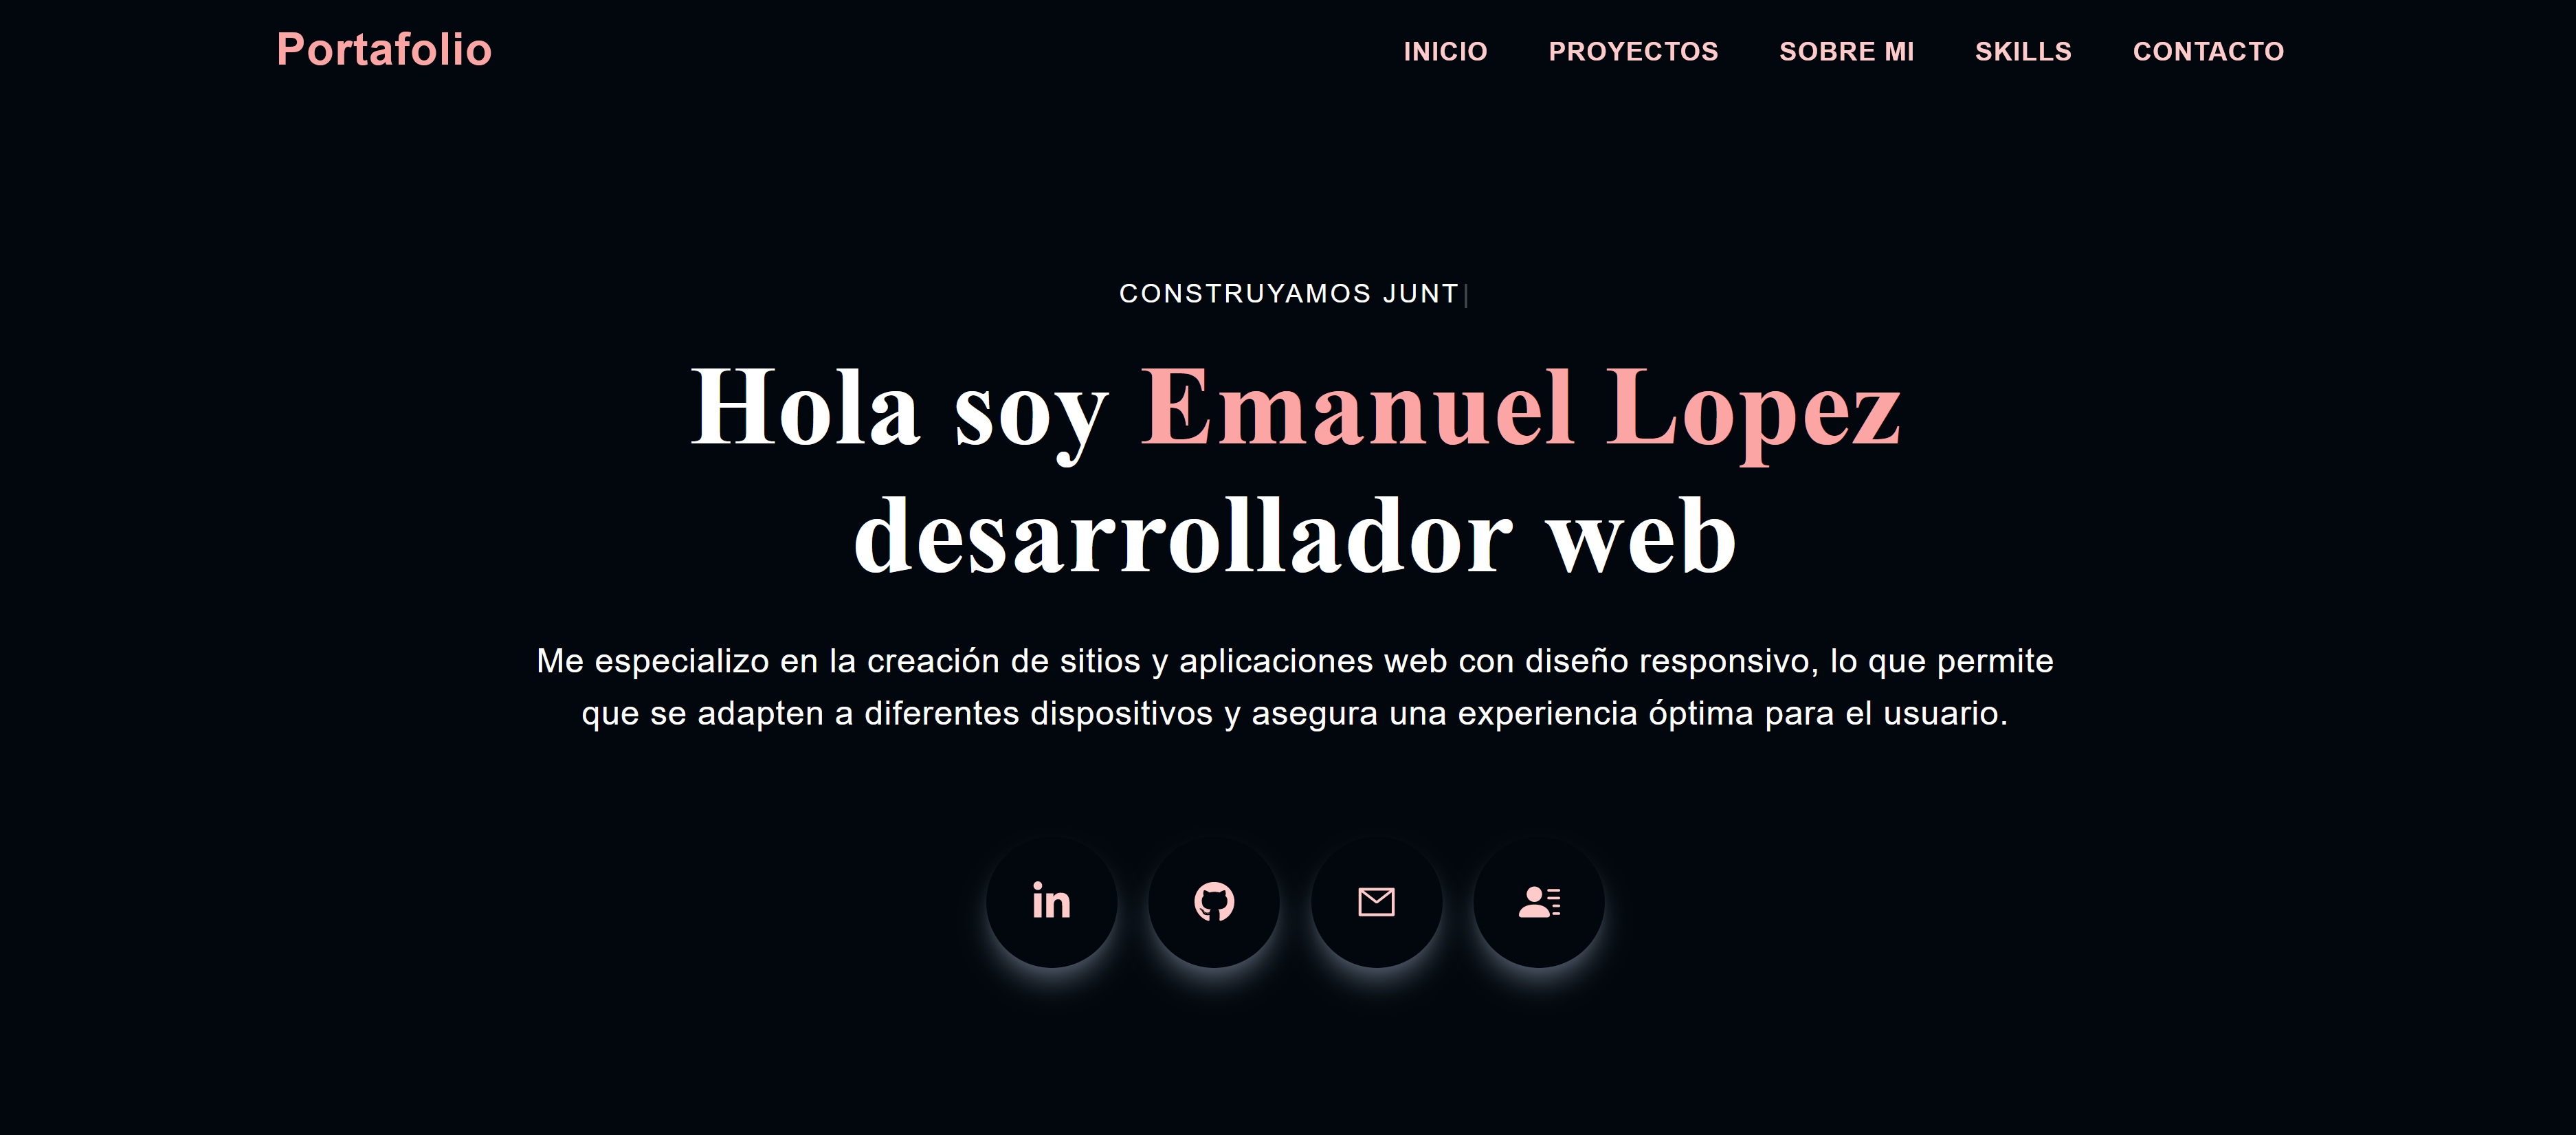 Portafolio
INICIO PROYECTOS SOBRE MI SKILLS CONTACTO
CONSTRUYAMOS JUNT|
Hola soy Emanuel Lopez
desarrollador web
Me especializo en la creación de sitios y aplicaciones web con diseño responsivo, lo que permite
que se adapten a diferentes dispositivos y asegura una experiencia óptima para el usuario.
in